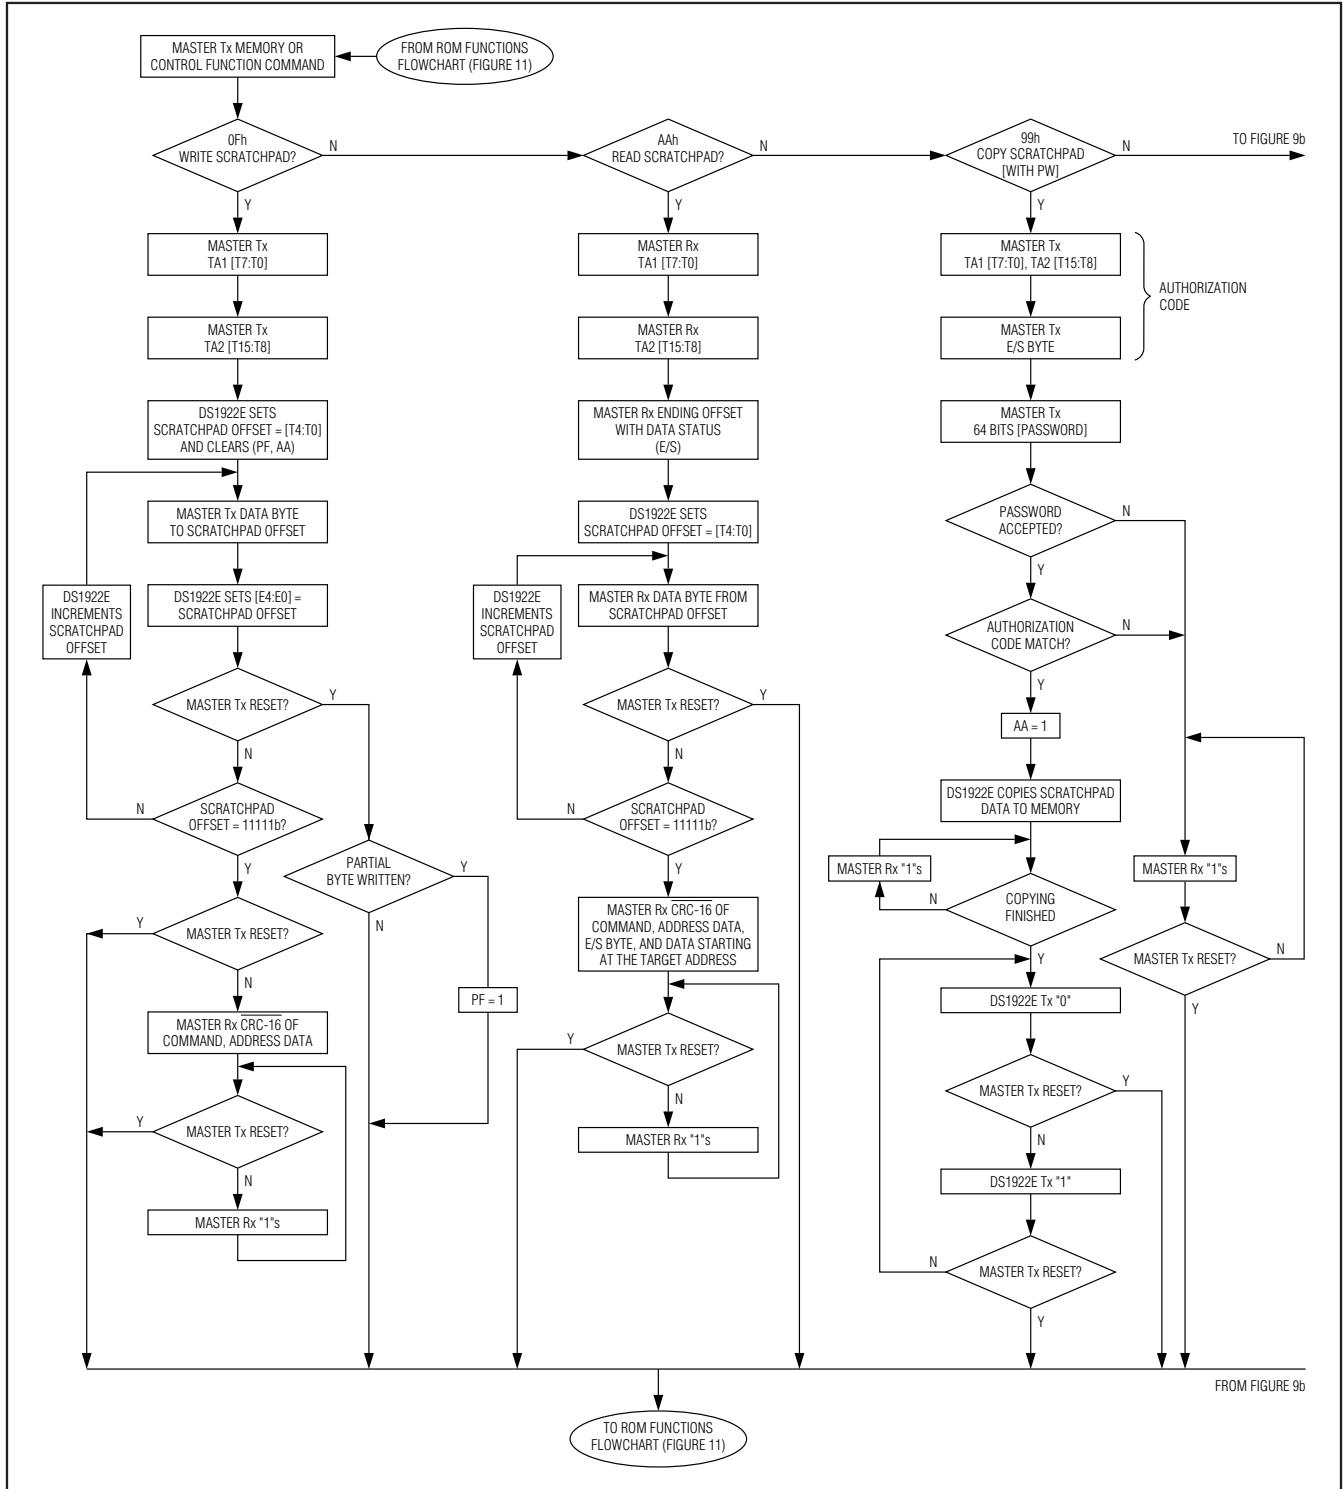 MASTER Tx MEMORY OR
CONTROL FUNCTION COMMAND
FROM ROM FUNCTIONS
FLOWCHART (FIGURE 11)
0Fh
WRITE SCRATCHPAD?
N
Y
AAh
READ SCRATCHPAD?
N
Y
99h
COPY SCRATCHPAD
[WITH PW]
N
Y
TO FIGURE 9b
MASTER Tx
TA1 [T7:T0]
MASTER Tx
TA2 [T15:T8]
DS1922E SETS
SCRATCHPAD OFFSET = [T4:T0]
AND CLEARS (PF, AA)
MASTER Tx DATA BYTE
TO SCRATCHPAD OFFSET
DS1922E SETS [E4:E0] =
SCRATCHPAD OFFSET
DS1922E
INCREMENTS
SCRATCHPAD
OFFSET
MASTER Tx RESET?
Y
N
SCRATCHPAD
OFFSET = 11111b?
N
Y
PARTIAL
BYTE WRITTEN?
Y
N
MASTER Tx RESET?
Y
N
PF = 1
MASTER Rx CRC-16 OF
COMMAND, ADDRESS DATA
MASTER Tx RESET?
Y
N
MASTER Rx "1"s
MASTER Rx
TA1 [T7:T0]
MASTER Rx
TA2 [T15:T8]
MASTER Rx ENDING OFFSET
WITH DATA STATUS
(E/S)
DS1922E SETS
SCRATCHPAD OFFSET = [T4:T0]
MASTER Rx DATA BYTE FROM
SCRATCHPAD OFFSET
DS1922E
INCREMENTS
SCRATCHPAD
OFFSET
MASTER Tx RESET?
Y
N
SCRATCHPAD
OFFSET = 11111b?
N
Y
MASTER Rx CRC-16 OF
COMMAND, ADDRESS DATA,
E/S BYTE, AND DATA STARTING
AT THE TARGET ADDRESS
MASTER Tx RESET?
Y
N
MASTER Rx "1"s
MASTER Tx
TA1 [T7:T0], TA2 [T15:T8]
MASTER Tx
E/S BYTE
AUTHORIZATION
CODE
MASTER Tx
64 BITS [PASSWORD]
PASSWORD
ACCEPTED?
N
Y
AUTHORIZATION
CODE MATCH?
N
Y
AA = 1
DS1922E COPIES SCRATCHPAD
DATA TO MEMORY
MASTER Rx "1"s
COPYING
FINISHED
N
Y
MASTER Rx "1"s
MASTER Tx RESET?
N
Y
DS1922E Tx "0"
MASTER Tx RESET?
Y
N
DS1922E Tx "1"
MASTER Tx RESET?
N
Y
FROM FIGURE 9b
TO ROM FUNCTIONS
FLOWCHART (FIGURE 11)